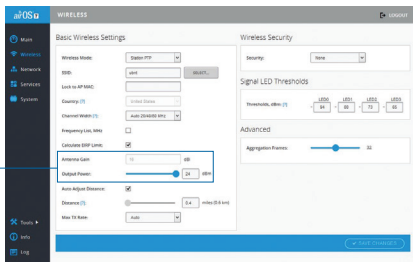 airOS
WIRELESS
LOGOUT
Main
Wireless
Network
Services
System
Tools
Info
Log
Basic Wireless Settings
Wireless Mode: Station PTP
SSID: ubnt SELECT...
Lock to AP MAC:
Country: [?] United States
Channel Width [?]: Auto 20/40/80 MHz
Frequency List, MHz
Calculate EIRP Limit:
Antenna Gain dBi
Output Power: 24 dBm
Auto Adjust Distance:
Distance [?]: 0.4 miles (0.6 km)
Max TX Rate: Auto
Wireless Security
Security: None
Signal LED Thresholds
LED0 LED1 LED2 LED3
Thresholds, dBm [?]: - 94 - 73 - 65
Advanced
Aggregation Frames: 32
SAVE CHANGES